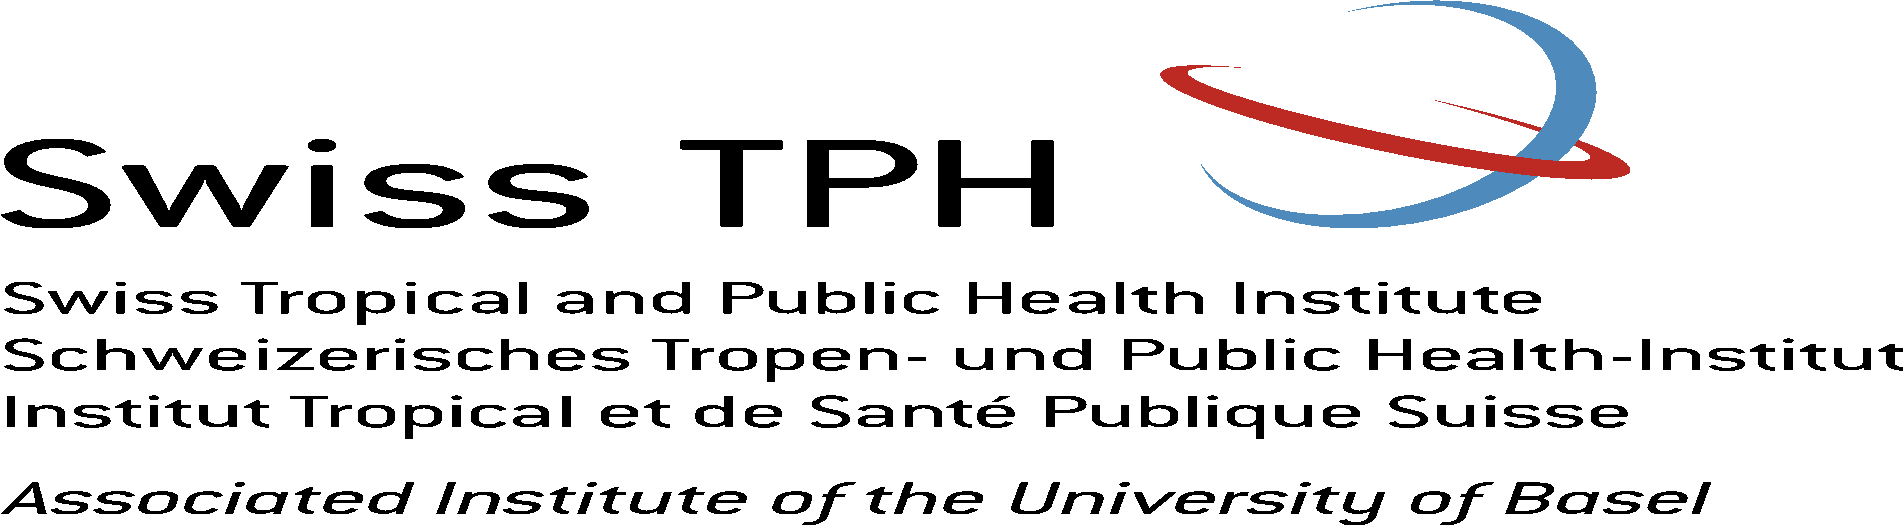 Swiss TPH
Swiss Tropical and Public Health Institute
Schweizerisches Tropen- und Public Health-Institut
Institut Tropical et de Santé Publique Suisse
Associated Institute of the University of Basel